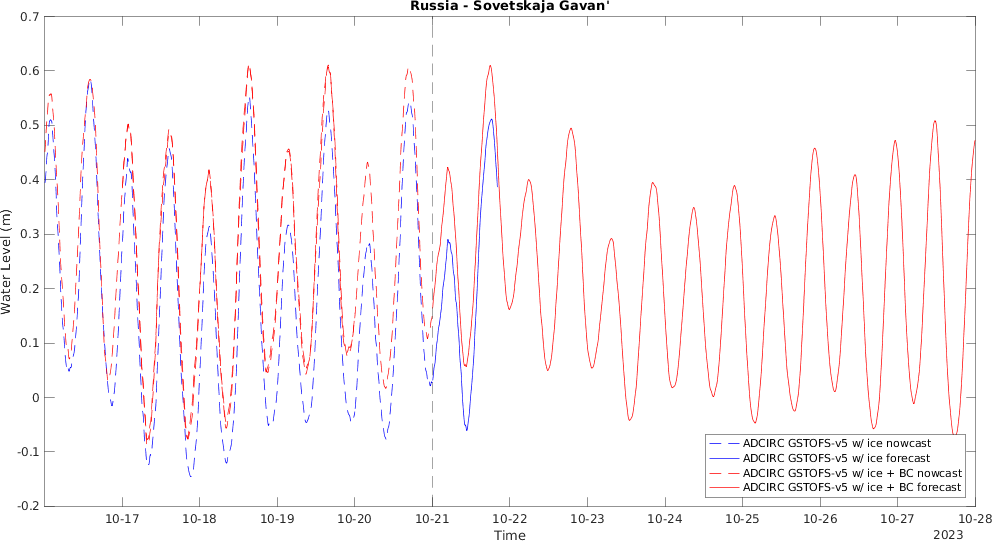 Russia - Sovetskaja Gavan'
0.7
0.6
0.5
0.4
0.3
0.2
0.1
0
-0.1
-0.2
Water Level (m)
ADCIRC GSTOFS-v5 w/ ice nowcast
ADCIRC GSTOFS-v5 w/ ice forecast
ADCIRC GSTOFS-v5 w/ ice + BC nowcast
ADCIRC GSTOFS-v5 w/ ice + BC forecast
10-17 10-18 10-19 10-20 10-21 10-22 10-23 10-24 10-25 10-26 10-27 10-28
Time
2023